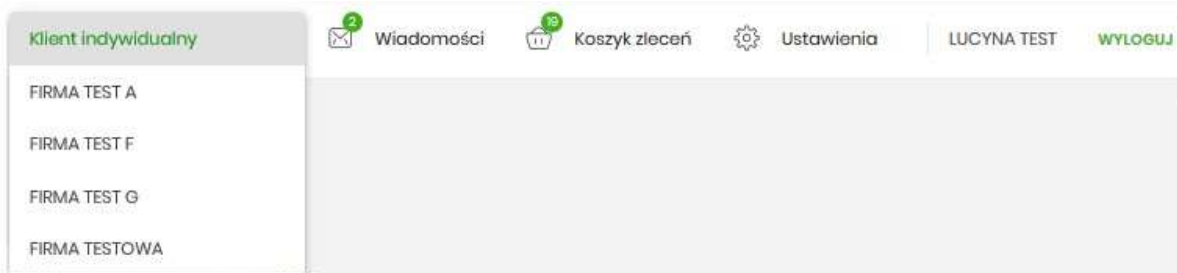 Klient indywidualny 2 Wiadomości 19 Koszyk zleceń Ustawienia LUCYNA TEST WYLOGUJ
FIRMA TEST A
FIRMA TEST F
FIRMA TEST G
FIRMA TESTOWA